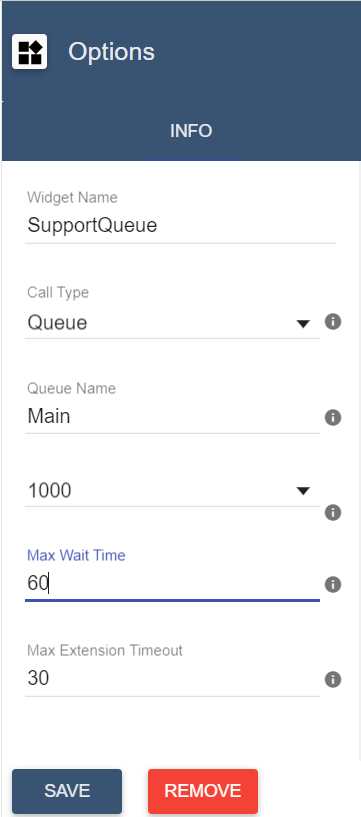 Options
INFO
Widget Name
SupportQueue
Call Type
Queue
Queue Name
Main
1000
Max Wait Time
60
Max Extension Timeout
30
SAVE REMOVE